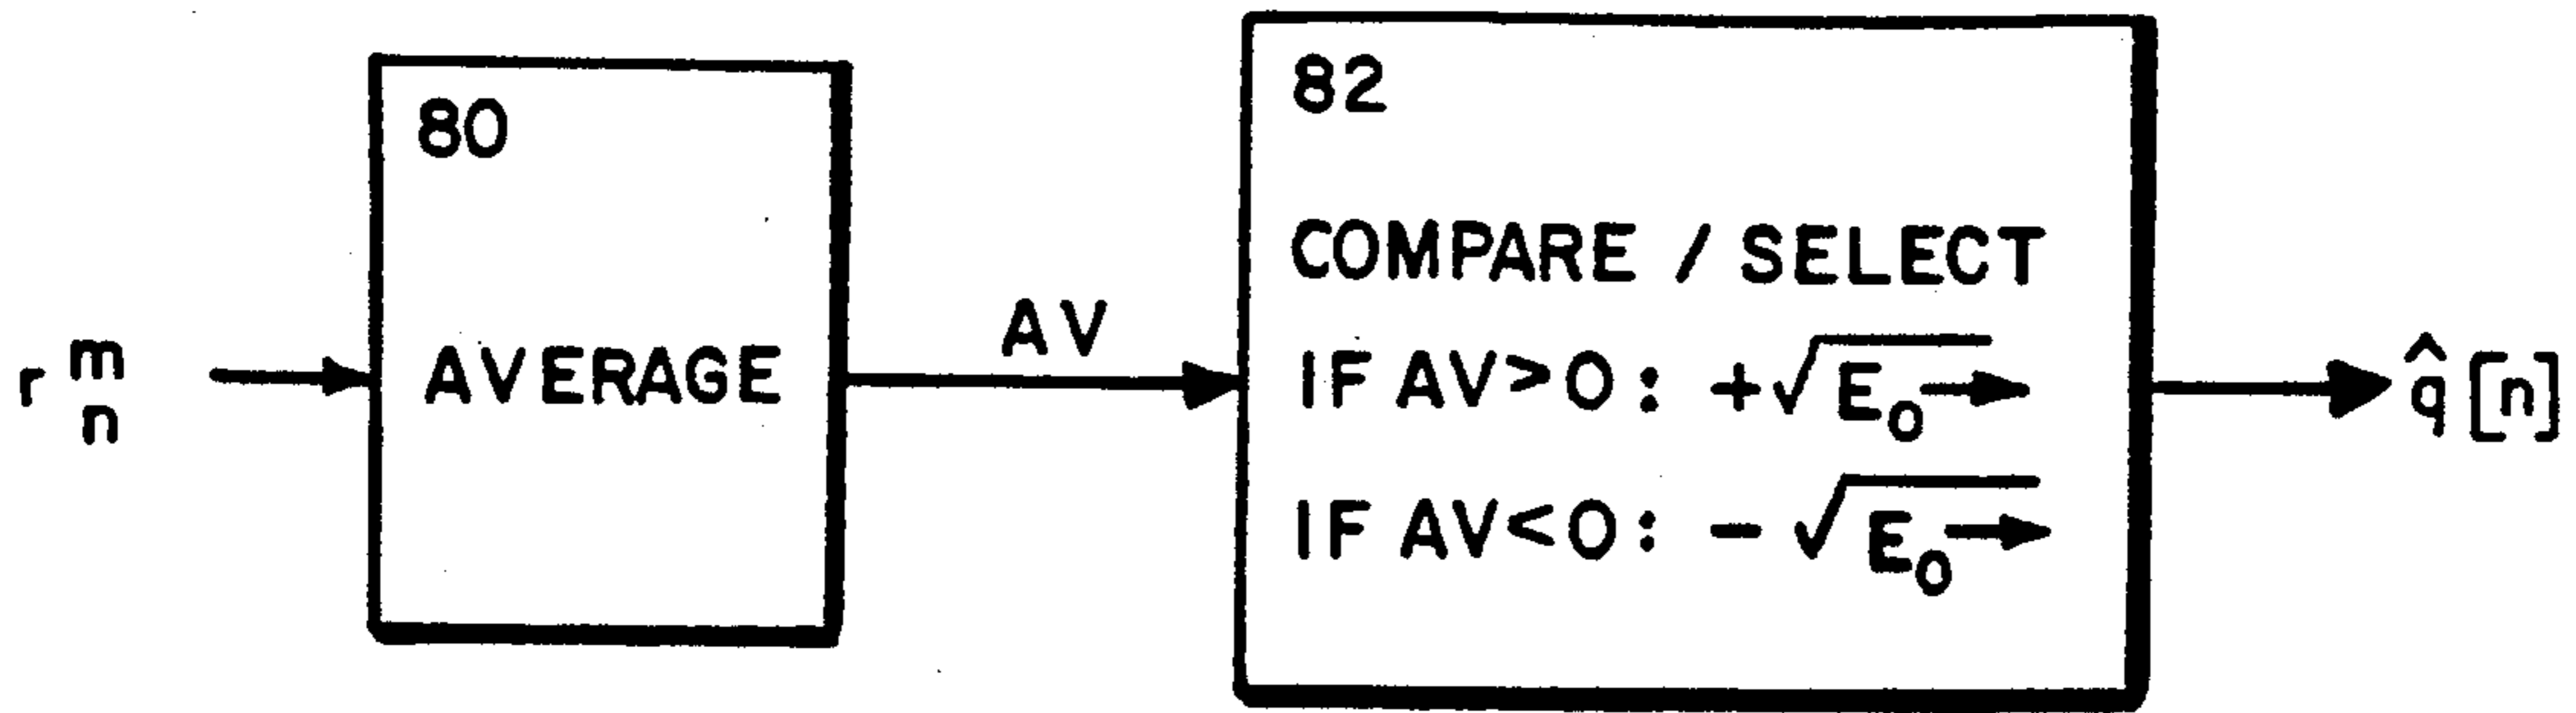 80
AVERAGE
r m n
AV
82
COMPARE / SELECT
IF AV>0: +√E₀→
IF AV<0: -√E₀→
q̂[n]